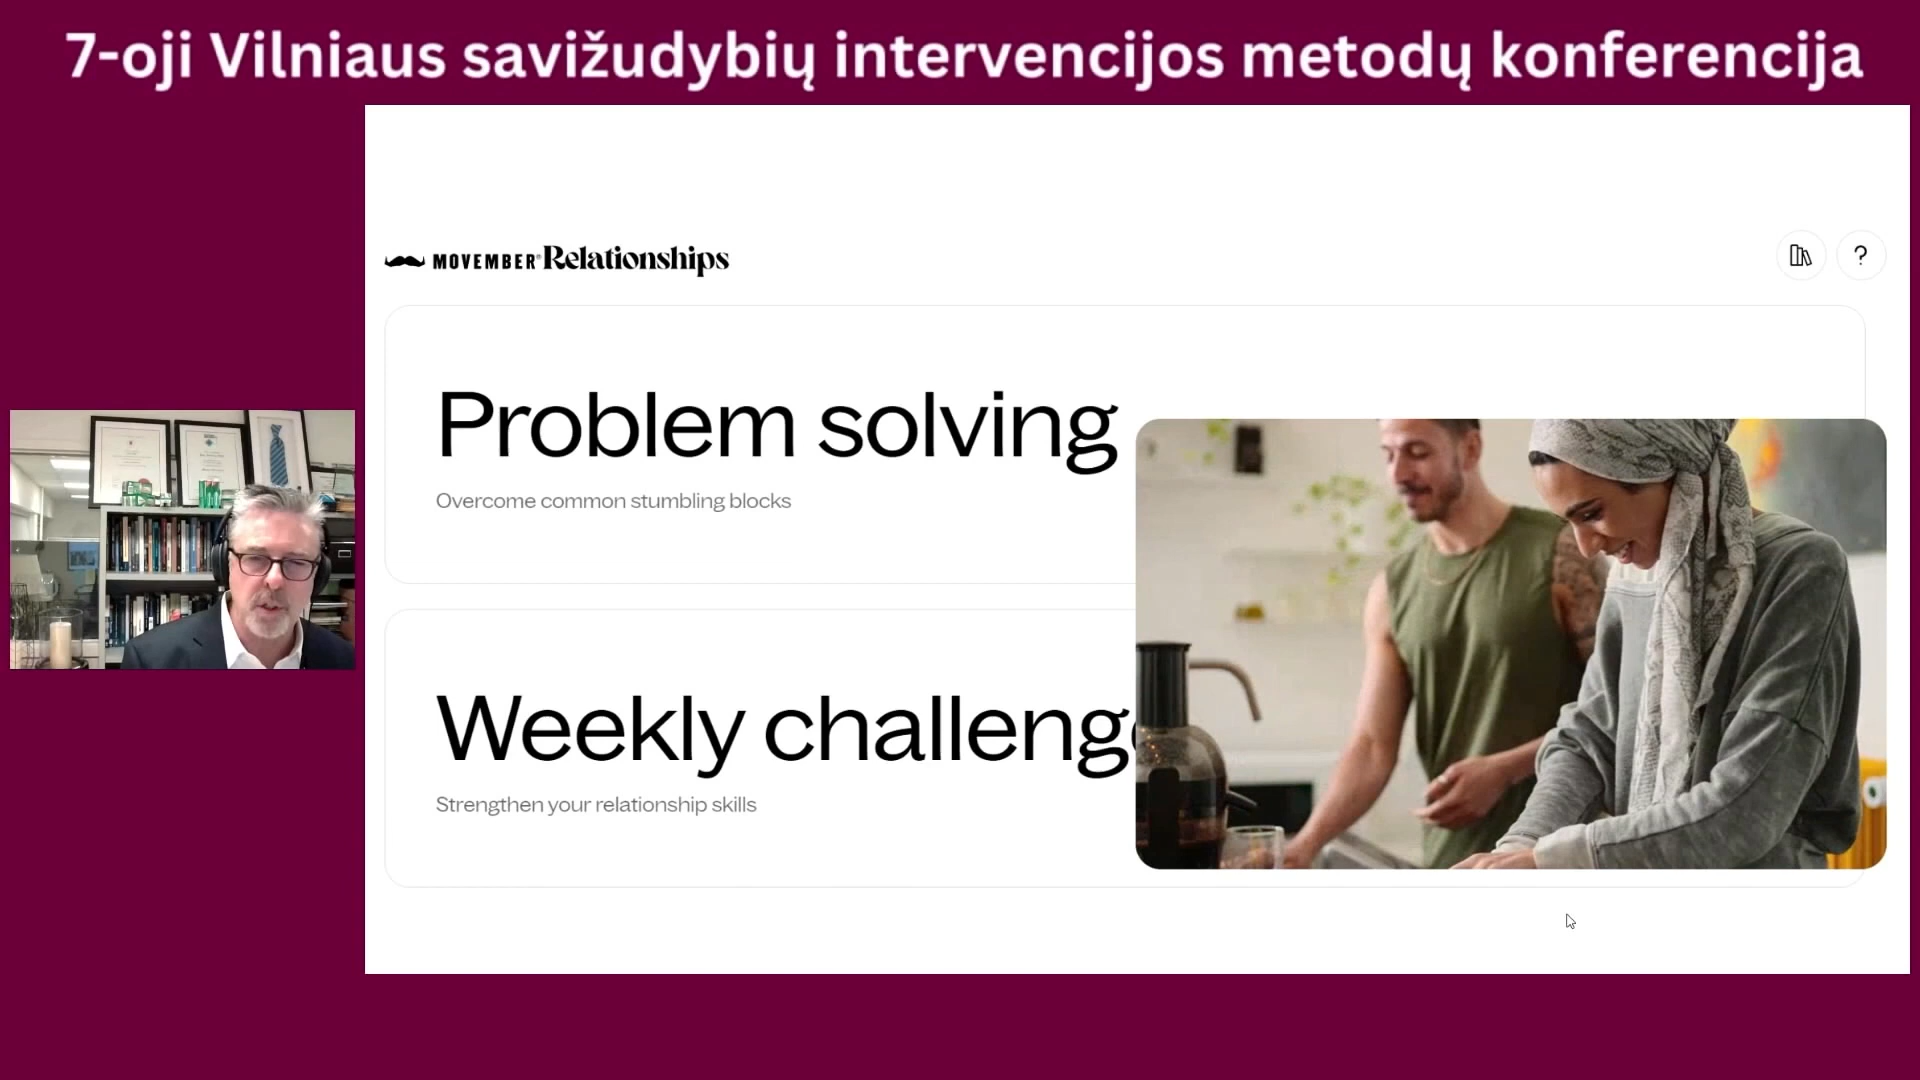 7-oji Vilniaus savižudybių intervencijos metodų konferencija
MOVEMBER® Relationships
?
Problem solving
Overcome common stumbling blocks
Weekly challeng
Strengthen your relationship skills